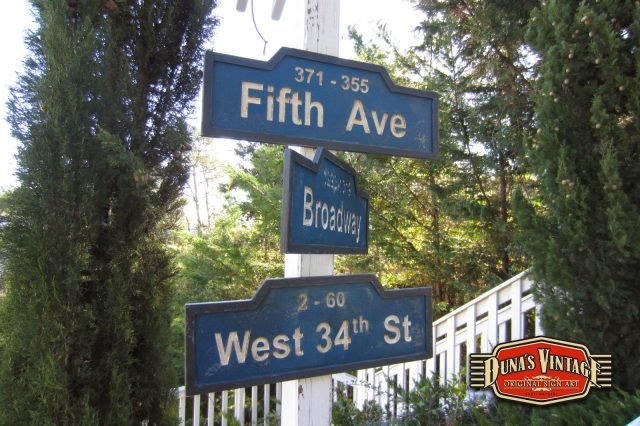 371 - 355
Fifth Ave
Broadway
2 - 60
West 34th St
DUNA'S VINTAGE
ORIGINAL SIGN ART